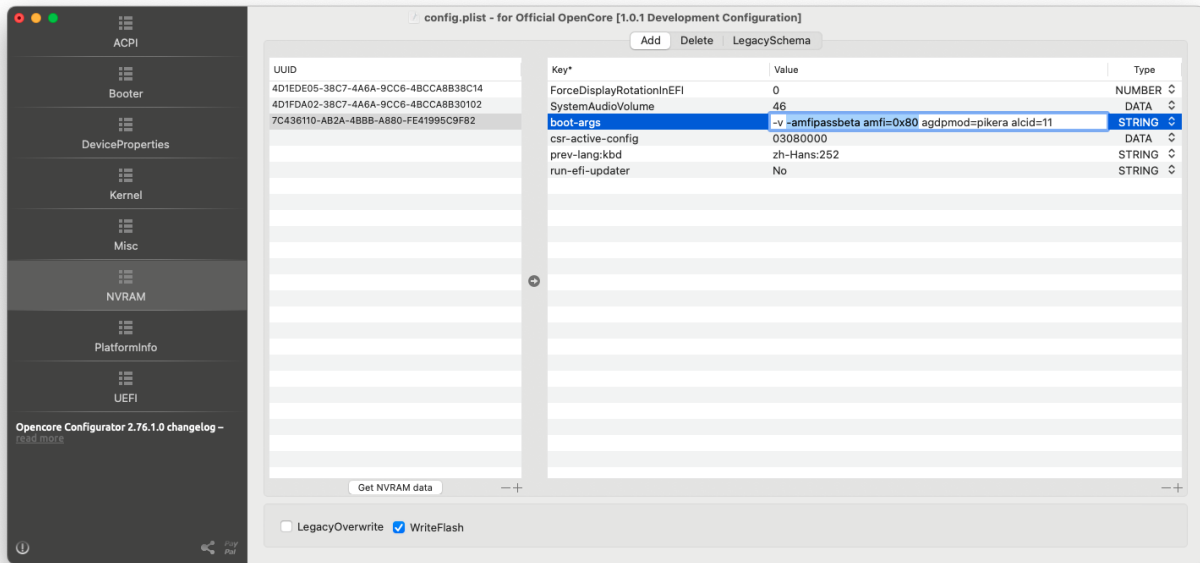 config.plist - for Official OpenCore [1.0.1 Development Configuration]
ACPI
Booter
DeviceProperties
Kernel
Misc
NVRAM
PlatformInfo
UEFI
Opencore Configurator 2.76.1.0 changelog –
read more
Pay
Pal
Add Delete LegacySchema
UUID
4D1EDE05-38C7-4A6A-9CC6-4BCCA8B38C14
4D1FDA02-38C7-4A6A-9CC6-4BCCA8B30102
7C436110-AB2A-4BBB-A880-FE41995C9F82
Get NVRAM data
Key* Value Type
ForceDisplayRotationInEFI 0 NUMBER
SystemAudioVolume 46 DATA
boot-args -v -amfipassbeta amfi=0x80 agdpmod=pikera alcid=11 STRING
csr-active-config 03080000 DATA
prev-lang:kbd zh-Hans:252 STRING
run-efi-updater No STRING
LegacyOverwrite WriteFlash